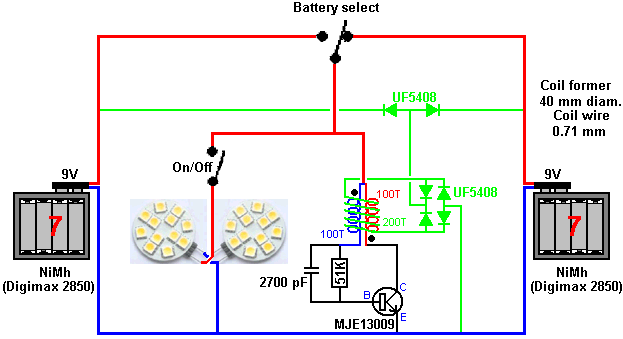 Battery select
UF5408
Coil former
40 mm diam.
Coil wire
0.71 mm
On/Off
9V
9V
100T
UF5408
200T
7
7
100T
NiMh
(Digimax 2850)
2700 pF
51K
B
C
E
MJE13009
NiMh
(Digimax 2850)